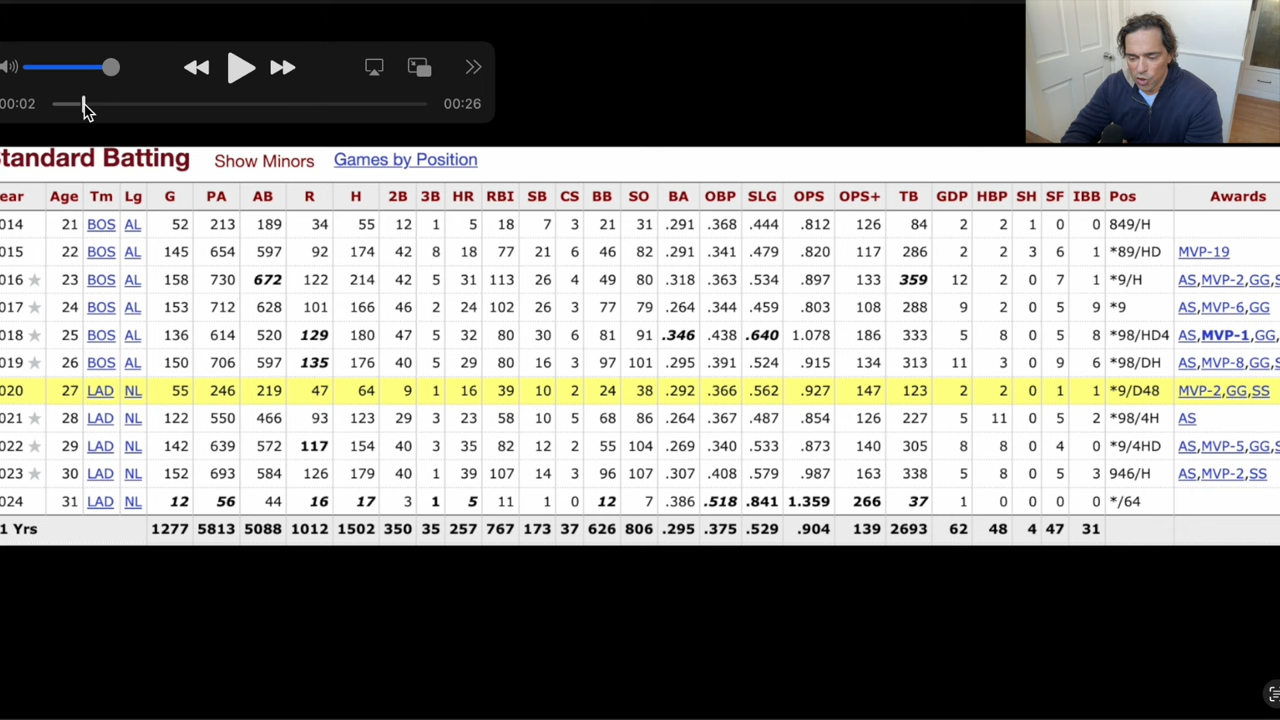 00:02 00:26
tandard Batting Show Minors Games by Position
ear Age Tm Lg G PA AB R H 2B 3B HR RBI SB CS BB SO BA OBP SLG OPS OPS+ TB GDP HBP SH SF IBB Pos Awards
014 21 BOS AL 52 213 189 34 55 12 1 5 18 7 3 21 31 .291 .368 .444 .812 126 84 2 2 1 0 0 849/H
015 22 BOS AL 145 654 597 92 174 42 8 18 77 21 6 46 82 .291 .341 .479 .820 117 286 2 2 3 6 1 *89/HD MVP-19
016 23 BOS AL 158 730 672 122 214 42 5 31 113 26 4 49 80 .318 .363 .534 .897 133 359 12 2 0 7 1 *9/H AS,MVP-2,GG,S
017 24 BOS AL 153 712 628 101 166 46 2 24 102 26 3 77 79 .264 .344 .459 .803 108 288 9 2 0 5 9 *9 AS,MVP-6,GG
018 25 BOS AL 136 614 520 129 180 47 5 32 80 30 6 81 91 .346 .438 .640 1.078 186 333 5 8 0 5 8 *98/HD4 AS,MVP-1,GG,
019 26 BOS AL 150 706 597 135 176 40 5 29 80 16 3 97 101 .295 .391 .524 .915 134 313 11 3 0 9 6 *98/DH AS,MVP-8,GG,
020 27 LAD NL 55 246 219 47 64 9 1 16 39 10 2 24 38 .292 .366 .562 .927 147 123 2 2 0 1 1 *9/D48 MVP-2,GG,SS
021 28 LAD NL 122 550 466 93 123 29 3 23 58 10 5 68 86 .264 .367 .487 .854 126 227 5 11 0 5 2 *98/4H AS
022 29 LAD NL 142 639 572 117 154 40 3 35 82 12 2 55 104 .269 .340 .533 .873 140 305 8 8 0 4 0 *9/4HD AS,MVP-5,GG,S
023 30 LAD NL 152 693 584 126 179 40 1 39 107 14 3 96 107 .307 .408 .579 .987 163 338 5 8 0 5 3 946/H AS,MVP-2,SS
024 31 LAD NL 12 56 44 16 17 3 1 5 11 1 0 12 7 .386 .518 .841 1.359 266 37 1 0 0 0 0 */64
1 Yrs 1277 5813 5088 1012 1502 350 35 257 767 173 37 626 806 .295 .375 .529 .904 139 2693 62 48 4 47 31